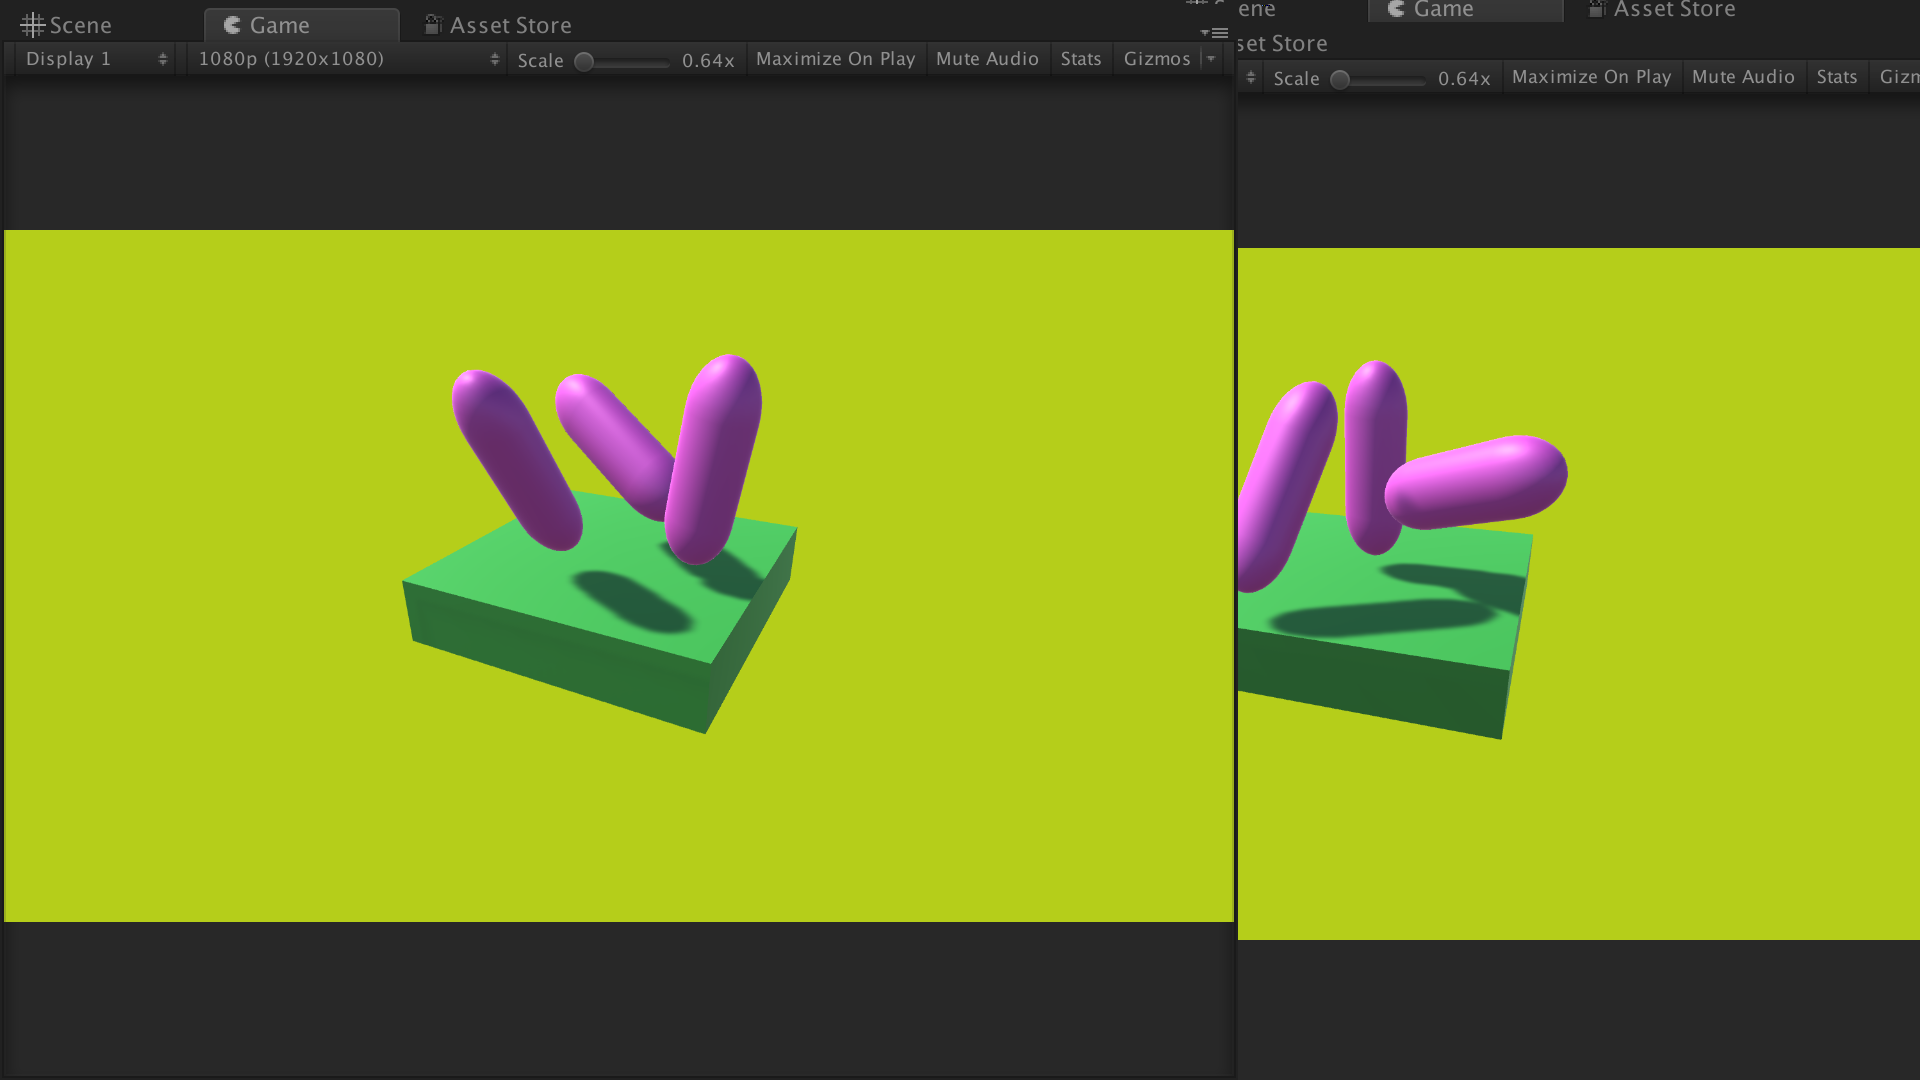 Scene Game Asset Store
Display 1 1080p (1920x1080) Scale 0.64x Maximize On Play Mute Audio Stats Gizmos
ene Game Asset Store
set Store
Scale 0.64x Maximize On Play Mute Audio Stats Gizm